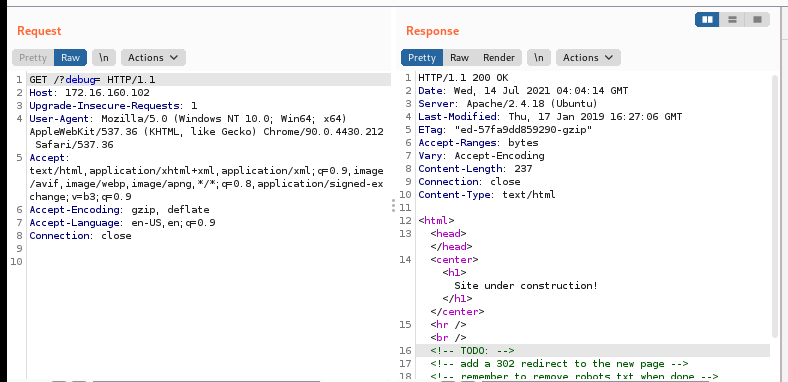 Request
Pretty Raw \n Actions
1 GET /?debug= HTTP/1.1
2 Host: 172.16.160.102
3 Upgrade-Insecure-Requests: 1
4 User-Agent: Mozilla/5.0 (Windows NT 10.0; Win64; x64)
AppleWebKit/537.36 (KHTML, like Gecko) Chrome/90.0.4430.212
Safari/537.36
5 Accept:
text/html,application/xhtml+xml,application/xml;q=0.9,image
/avif,image/webp,image/apng,*/*;q=0.8,application/signed-ex
change;v=b3;q=0.9
6 Accept-Encoding: gzip, deflate
7 Accept-Language: en-US,en;q=0.9
8 Connection: close
9
10
Response
Pretty Raw Render \n Actions
1 HTTP/1.1 200 OK
2 Date: Wed, 14 Jul 2021 04:04:14 GMT
3 Server: Apache/2.4.18 (Ubuntu)
4 Last-Modified: Thu, 17 Jan 2019 16:27:06 GMT
5 ETag: "ed-57fa9dd859290-gzip"
6 Accept-Ranges: bytes
7 Vary: Accept-Encoding
8 Content-Length: 237
9 Connection: close
10 Content-Type: text/html
11
12 <html>
13 <head>
</head>
14 <center>
<h1>
Site under construction!
</h1>
</center>
15 <hr />
16 <br />
<!-- TODO: -->
17 <!-- add a 302 redirect to the new page -->
18 <!-- remember to remove robots.txt when done -->